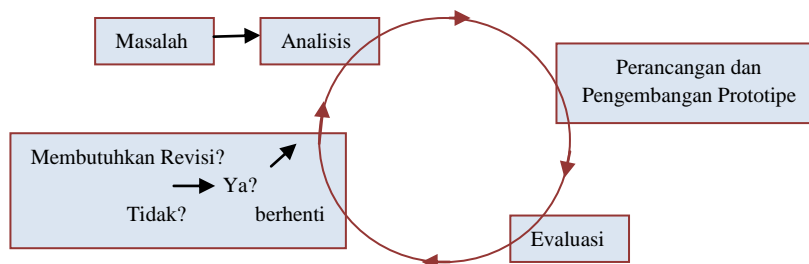 Masalah
Analisis
Perancangan dan
Pengembangan Prototipe
Membutuhkan Revisi?
Ya?
Tidak? berhenti
Evaluasi